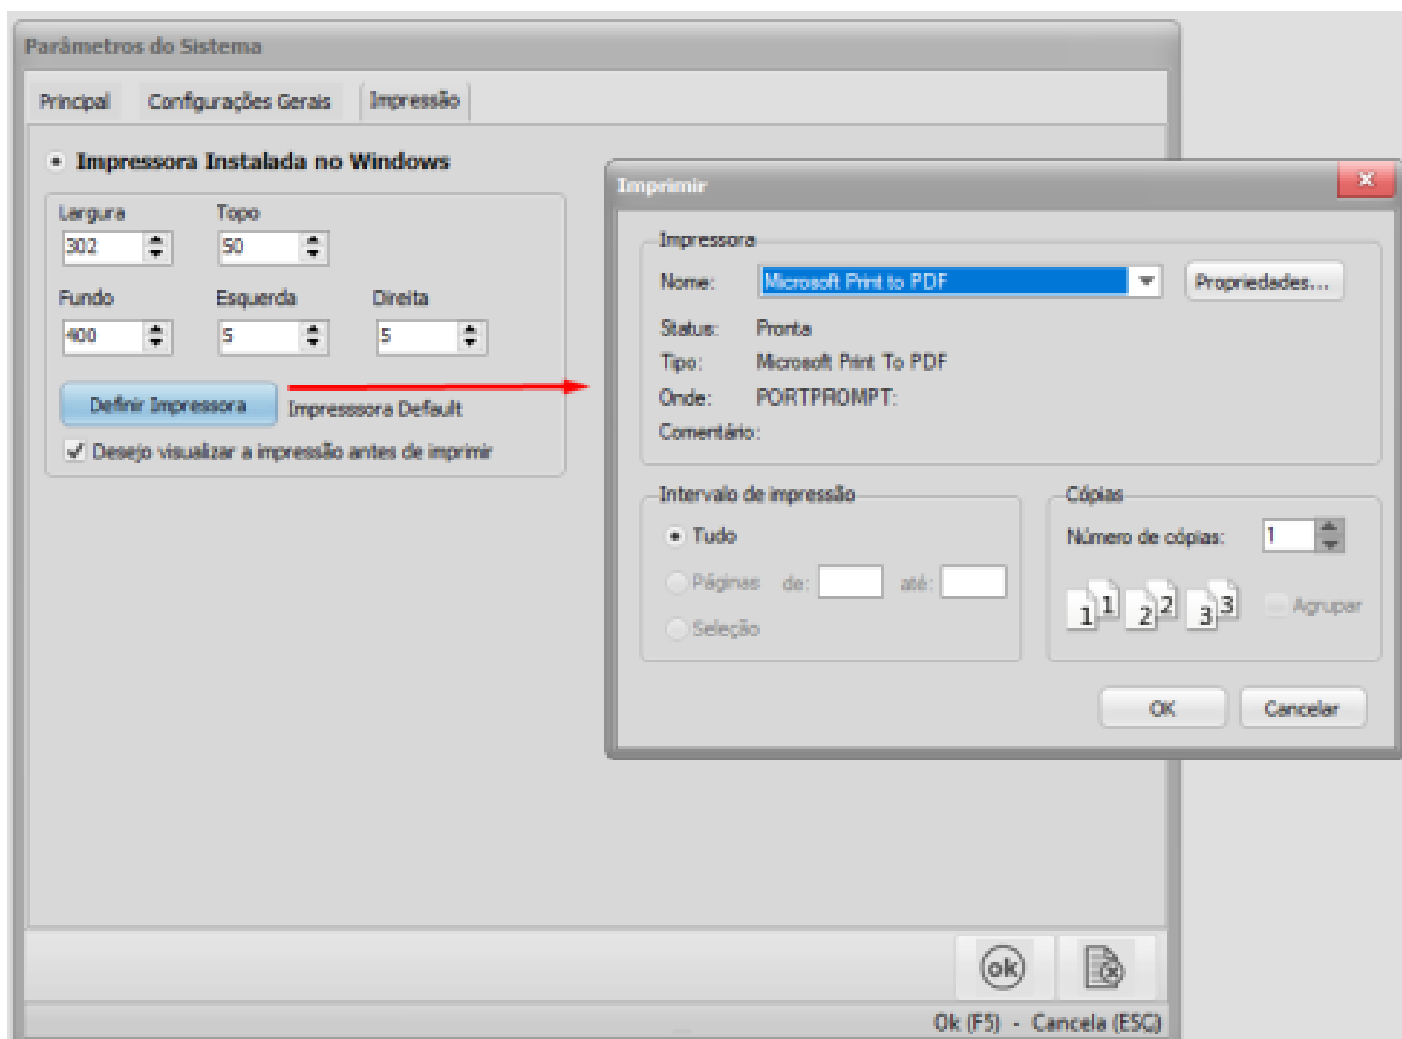 Parâmetros do Sistema
Principal Configurações Gerais Impressão
Impressora Instalada no Windows
Largura Topo
302 50
Fundo Esquerda Direita
400 5 5
Definir Impressora Impresssora Default
Desejo visualizar a impressão antes de imprimir
Imprimir
Impressora
Nome: Microsoft Print to PDF Propriedades...
Status: Pronta
Tipo: Microsoft Print To PDF
Onde: PORTPROMPT:
Comentário:
Intervalo de impressão
Tudo
Páginas de: até:
Seleção
Cópias
Número de cópias: 1
1 1 2 2 3 3 Agrupar
OK Cancelar
ok
Ok (F5) - Cancela (ESC)